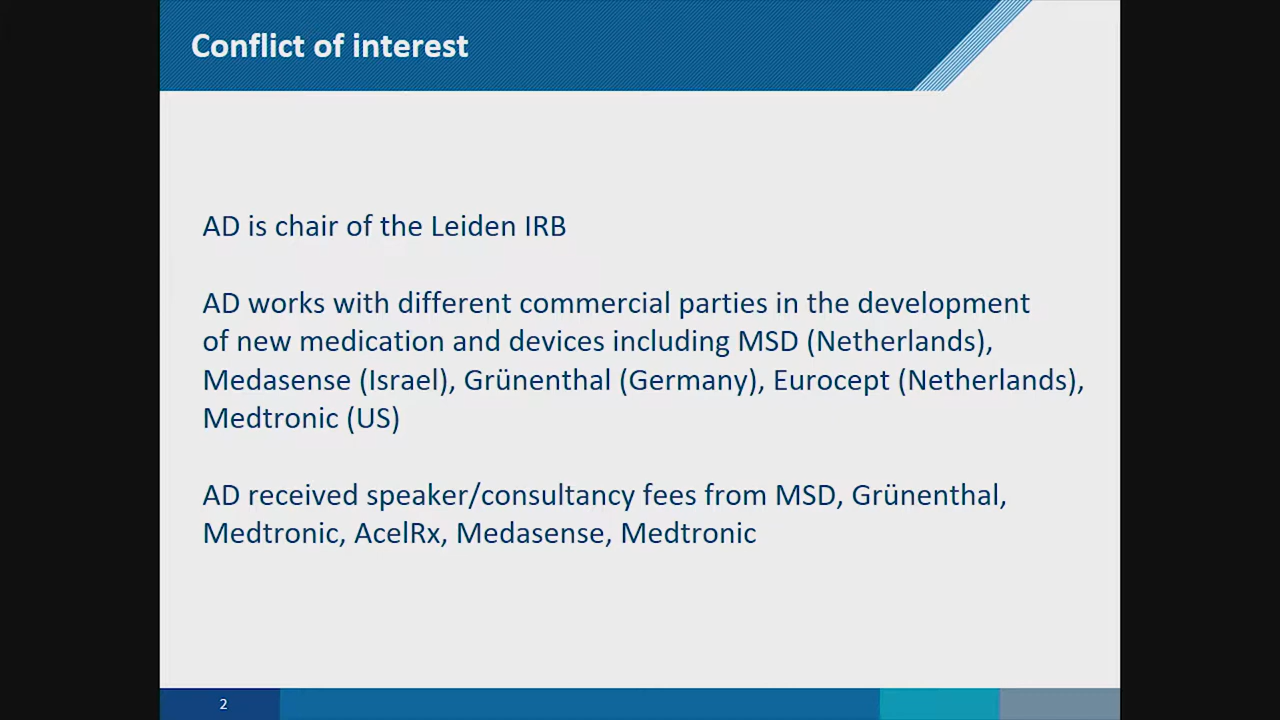 Conflict of interest
AD is chair of the Leiden IRB
AD works with different commercial parties in the development
of new medication and devices including MSD (Netherlands),
Medasense (Israel), Grünenthal (Germany), Eurocept (Netherlands),
Medtronic (US)
AD received speaker/consultancy fees from MSD, Grünenthal,
Medtronic, AcelRx, Medasense, Medtronic
2